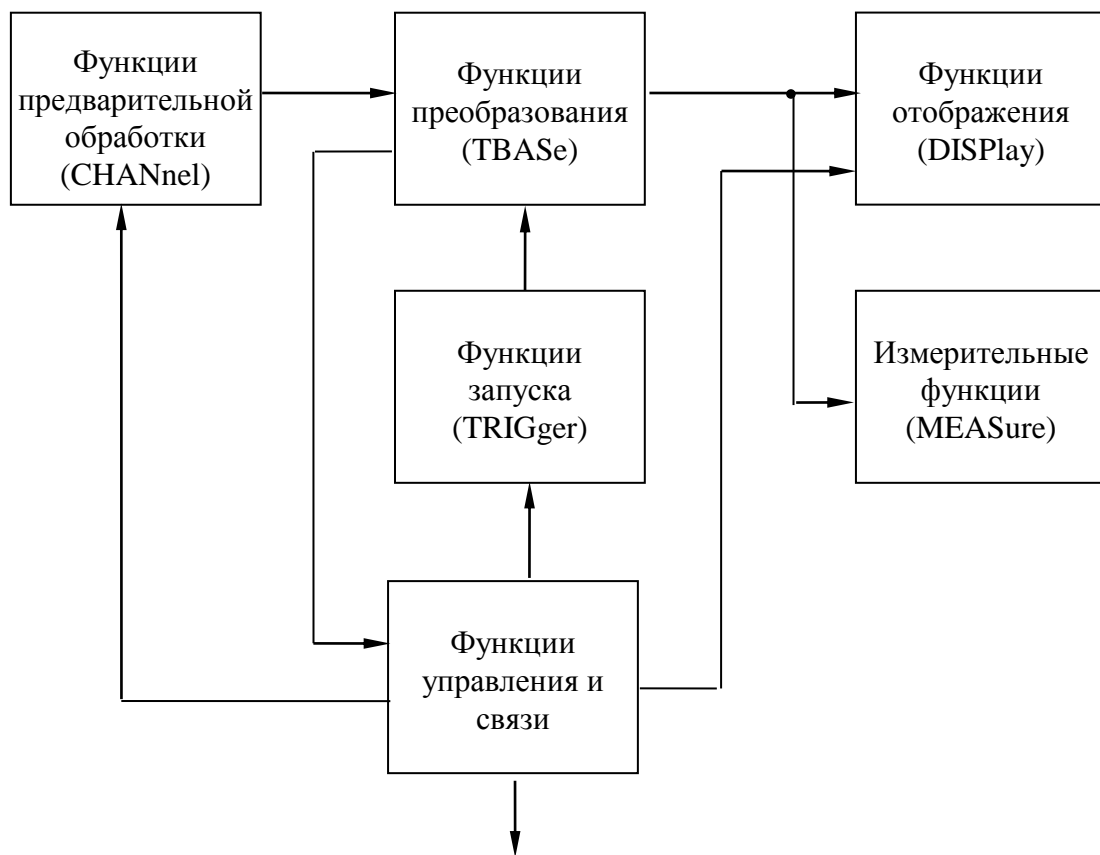 Функции
предварительной
обработки
(CHANnel)
Функции
преобразования
(TBASe)
Функции
отображения
(DISPlay)
Функции
запуска
(TRIGger)
Измерительные
функции
(MEASure)
Функции
управления и
связи